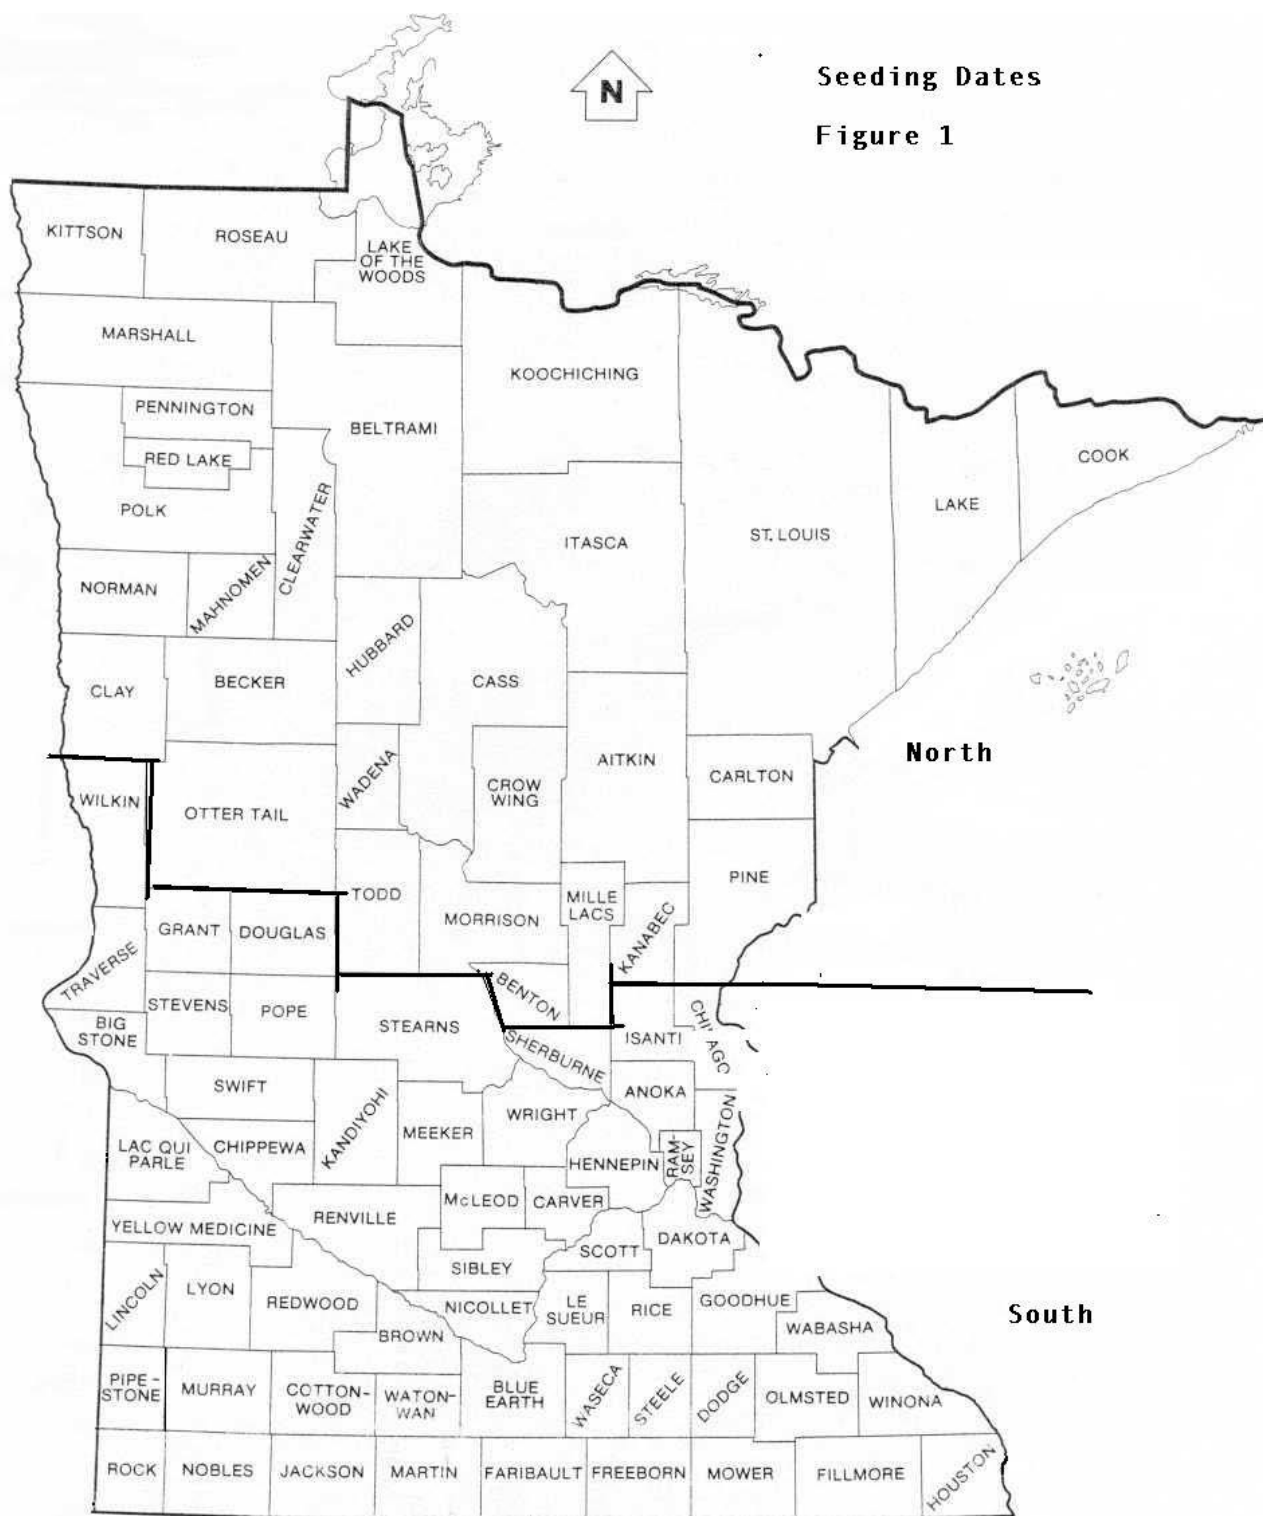 Seeding Dates
N
Figure 1
KITTSON
ROSEAU
LAKE
OF THE
WOODS
MARSHALL
KOOCHICHING
PENNINGTON
BELTRAMI
RED LAKE
COOK
POLK
CLEARWATER
LAKE
ITASCA
ST. LOUIS
NORMAN
MAHNOMEN
HUBBARD
CLAY
BECKER
CASS
North
WADENA
AITKIN
CARLTON
WILKIN
OTTER TAIL
CROW
WING
TODD
MILLE
LACS
PINE
MORRISON
KANABEC
GRANT
DOUGLAS
TRAVERSE
BENTON
STEVENS
POPE
STEARNS
BIG
STONE
SHERBURNE
ISANTI
CHI AGO
SWIFT
KANDIYOHI
ANOKA
WRIGHT
MEEKER
WASHINGTON
LAC QUI
PARLE
CHIPPEWA
HENNEPIN
RAM-
SEY
McLEOD
CARVER
RENVILLE
YELLOW MEDICINE
SCOTT
DAKOTA
SIBLEY
LINCOLN
LYON
REDWOOD
NICOLLET
LE
SUEUR
RICE
GOODHUE
South
BROWN
WABASHA
PIPE-
STONE
MURRAY
COTTON-
WOOD
WATON-
WAN
BLUE
EARTH
WASECA
STEELE
DODGE
OLMSTED
WINONA
ROCK
NOBLES
JACKSON
MARTIN
FARIBAULT
FREEBORN
MOWER
FILLMORE
HOUSTON